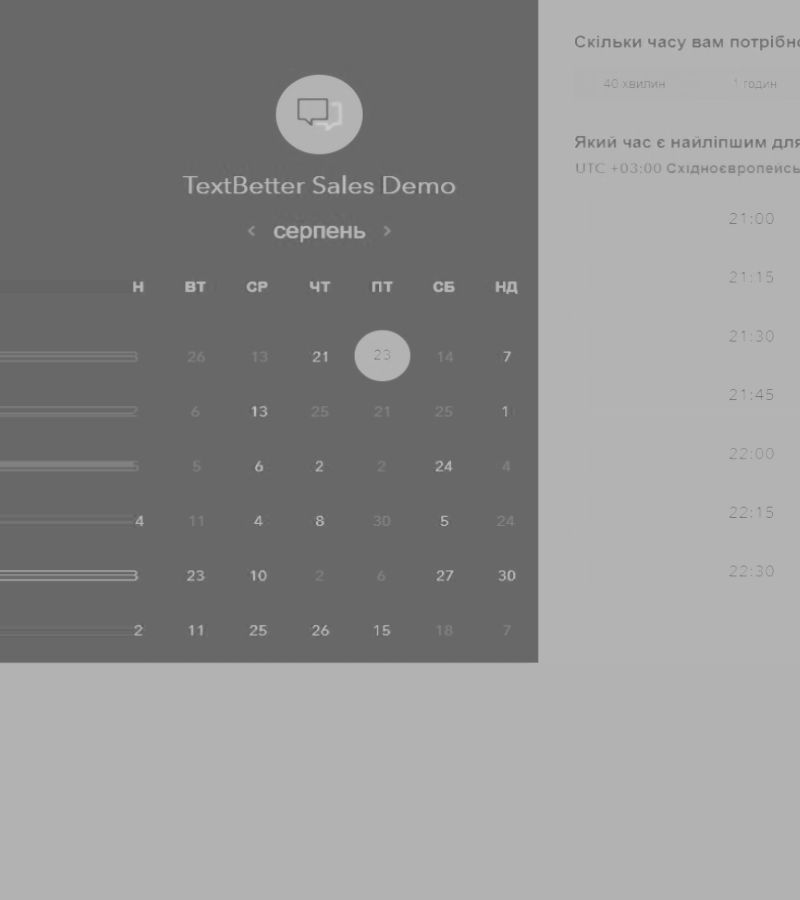 TextBetter Sales Demo
< серпень >
Н ВТ СР ЧТ ПТ СБ НД
26 13 21 23 14 7
6 13 25 21 25 1
5 6 2 2 24 4
4 11 4 8 30 5 24
23 10 2 6 27 30
2 11 25 26 15 18 7
Скільки часу вам потрібно
40 хвилин 1 годин
Який час є найліпшим для
UTC +03:00 Східноєвропейсь
21:00
21:15
21:30
21:45
22:00
22:15
22:30